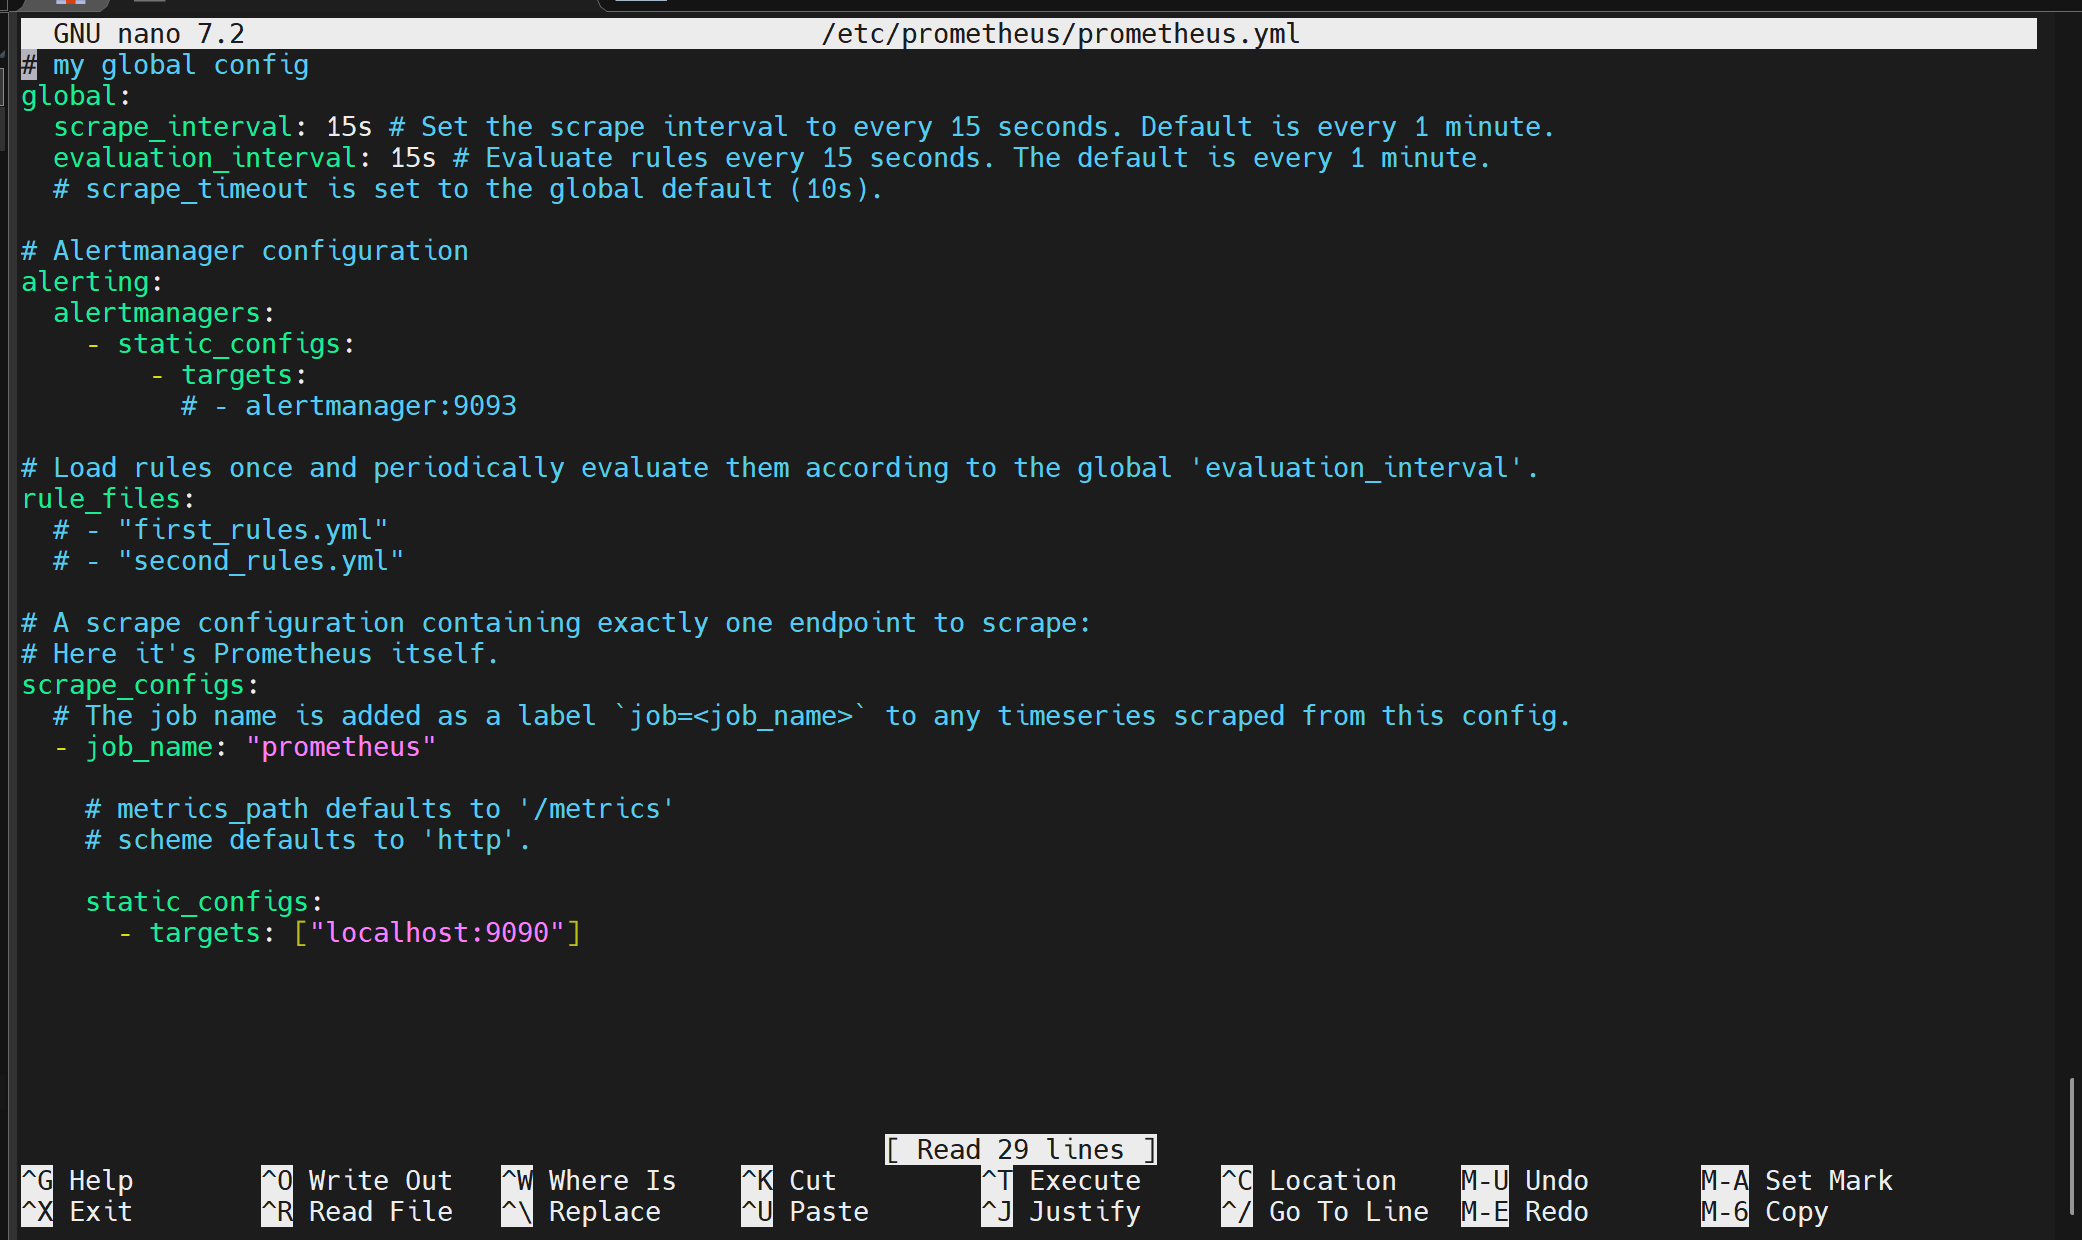 GNU nano 7.2 /etc/prometheus/prometheus.yml
# my global config
global:
  scrape_interval: 15s # Set the scrape interval to every 15 seconds. Default is every 1 minute.
  evaluation_interval: 15s # Evaluate rules every 15 seconds. The default is every 1 minute.
  # scrape_timeout is set to the global default (10s).

# Alertmanager configuration
alerting:
  alertmanagers:
    - static_configs:
        - targets:
          # - alertmanager:9093

# Load rules once and periodically evaluate them according to the global 'evaluation_interval'.
rule_files:
  # - "first_rules.yml"
  # - "second_rules.yml"

# A scrape configuration containing exactly one endpoint to scrape:
# Here it's Prometheus itself.
scrape_configs:
  # The job name is added as a label `job=<job_name>` to any timeseries scraped from this config.
  - job_name: "prometheus"

    # metrics_path defaults to '/metrics'
    # scheme defaults to 'http'.

    static_configs:
      - targets: ["localhost:9090"]

[ Read 29 lines ]
^G Help ^O Write Out ^W Where Is ^K Cut ^T Execute ^C Location M-U Undo M-A Set Mark
^X Exit ^R Read File ^\ Replace ^U Paste ^J Justify ^/ Go To Line M-E Redo M-6 Copy